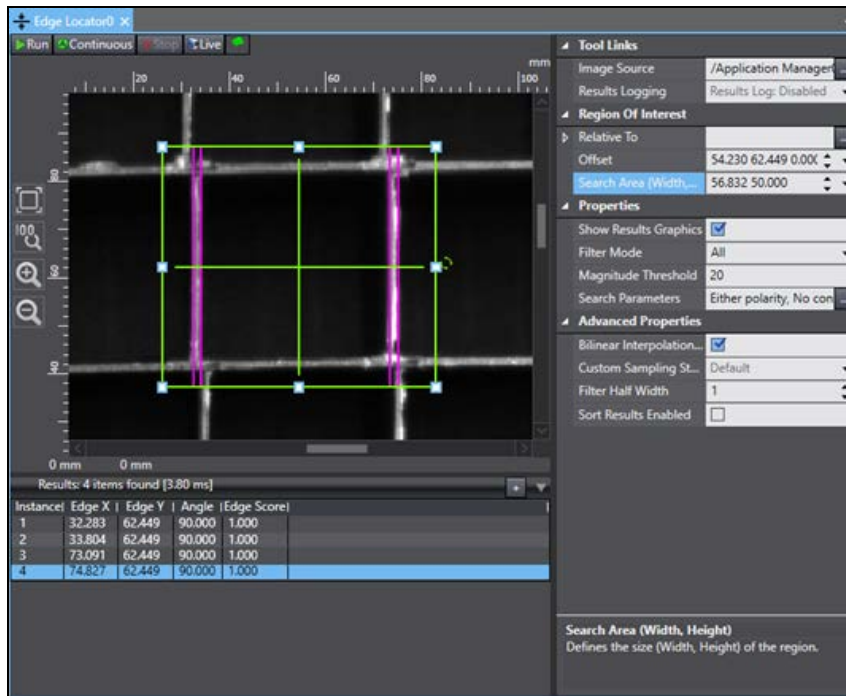 Edge Locator0 ×
Run Continuous Stop Live
mm
20 40 60 80 100
80
60
40
100
0 mm 0 mm
Results: 4 items found [3.80 ms]
Instance Edge X Edge Y Angle Edge Score
1 32.283 62.449 90.000 1.000
2 33.804 62.449 90.000 1.000
3 73.091 62.449 90.000 1.000
4 74.827 62.449 90.000 1.000
Tool Links
Image Source /Application Manager
Results Logging Results Log: Disabled
Region Of Interest
Relative To
Offset 54.230 62.449 0.00
Search Area (Width,...
56.832 50.000
Properties
Show Results Graphics
Filter Mode All
Magnitude Threshold 20
Search Parameters Either polarity, No con
Advanced Properties
Bilinear Interpolation...
Custom Sampling St... Default
Filter Half Width 1
Sort Results Enabled
Search Area (Width, Height)
Defines the size (Width, Height) of the region.